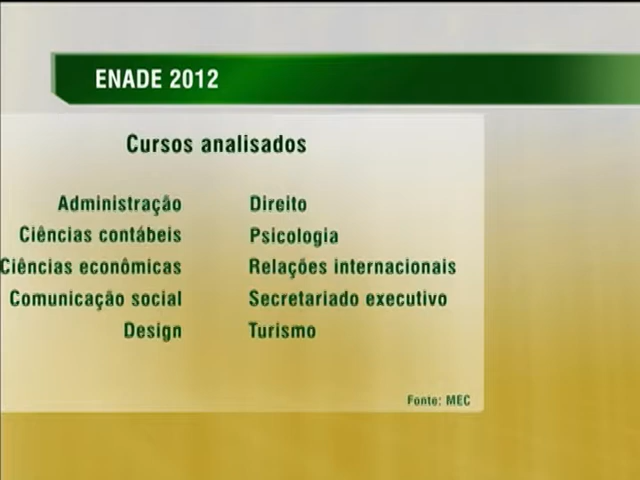 ENADE 2012
Cursos analisados
Administração
Ciências contábeis
Ciências econômicas
Comunicação social
Design
Direito
Psicologia
Relações internacionais
Secretariado executivo
Turismo
Fonte: MEC